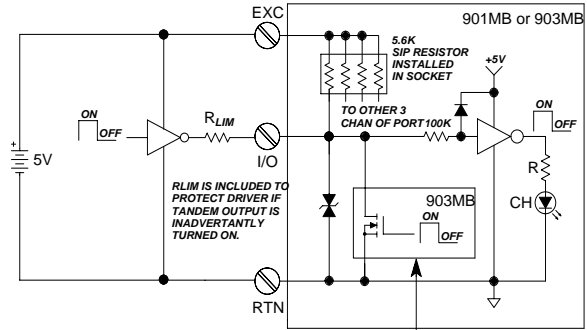 EXC
901MB or 903MB
5.6K
SIP RESISTOR
INSTALLED
IN SOCKET
+5V
ON
OFF
RLIM
TO OTHER 3
CHAN OF PORT
100K
ON
OFF
+
5V
I/O
R
RLIM IS INCLUDED TO
PROTECT DRIVER IF
TANDEM OUTPUT IS
INADVERTANTLY
TURNED ON.
903MB
ON
OFF
CH
RTN